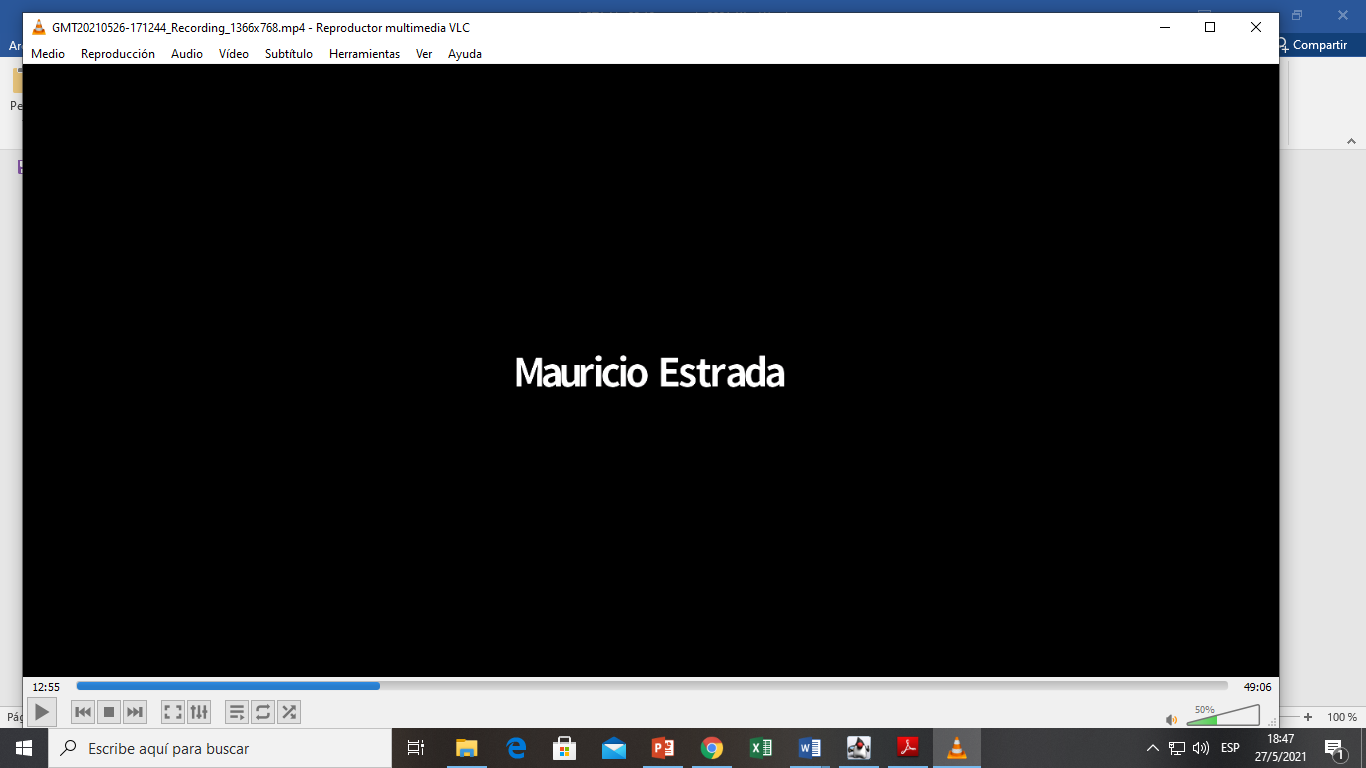 GMT20210526-171244_Recording_1366x768.mp4 - Reproductor multimedia VLC
Medio Reproducción Audio Vídeo Subtítulo Herramientas Ver Ayuda
Compartir
Mauricio Estrada
12:55 49:06
50%
100 %
Escribe aquí para buscar
ESP
18:47
27/5/2021
1